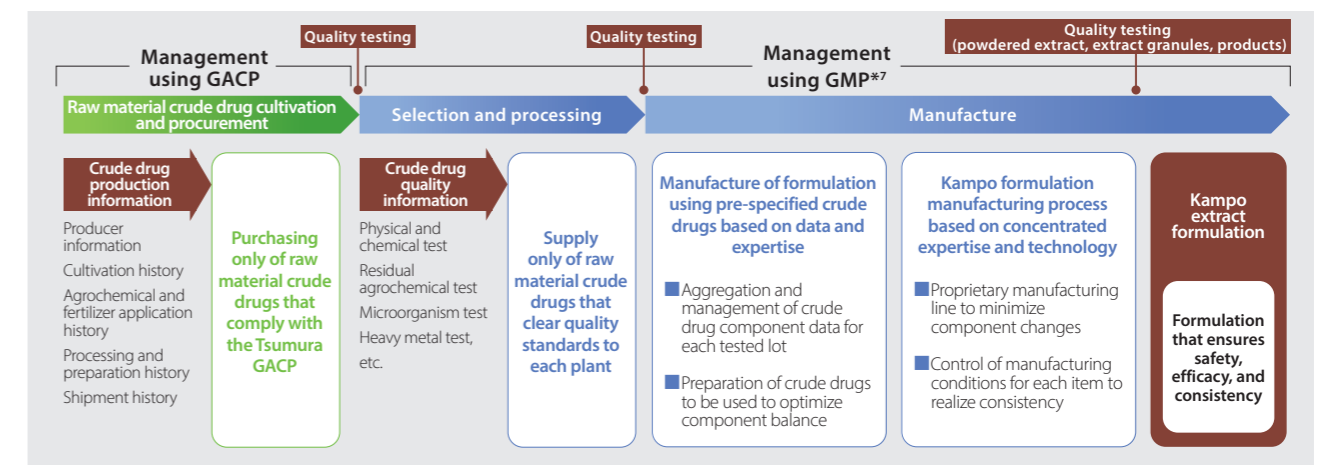 Quality testing
Quality testing
Quality testing
(powdered extract, extract granules, products)
Management
using GACP
Management
using GMP*7
Raw material crude drug cultivation
and procurement
Selection and processing
Manufacture
Crude drug
production
information
Producer
information
Cultivation history
Agrochemical and
fertilizer application
history
Processing and
preparation history
Shipment history
Purchasing
only of raw
material crude
drugs that
comply with
the Tsumura
GACP
Crude drug
quality
information
Physical and
chemical test
Residual
agrochemical test
Microorganism test
Heavy metal test,
etc.
Supply
only of raw
material crude
drugs that
clear quality
standards to
each plant
Manufacture of formulation
using pre-specified crude
drugs based on data and
expertise
■Aggregation and
management of crude
drug component data for
each tested lot
■Preparation of crude drugs
to be used to optimize
component balance
Kampo formulation
manufacturing process
based on concentrated
expertise and technology
■Proprietary manufacturing
line to minimize
component changes
■Control of manufacturing
conditions for each item to
realize consistency
Kampo
extract
formulation
Formulation
that ensures
safety,
efficacy, and
consistency